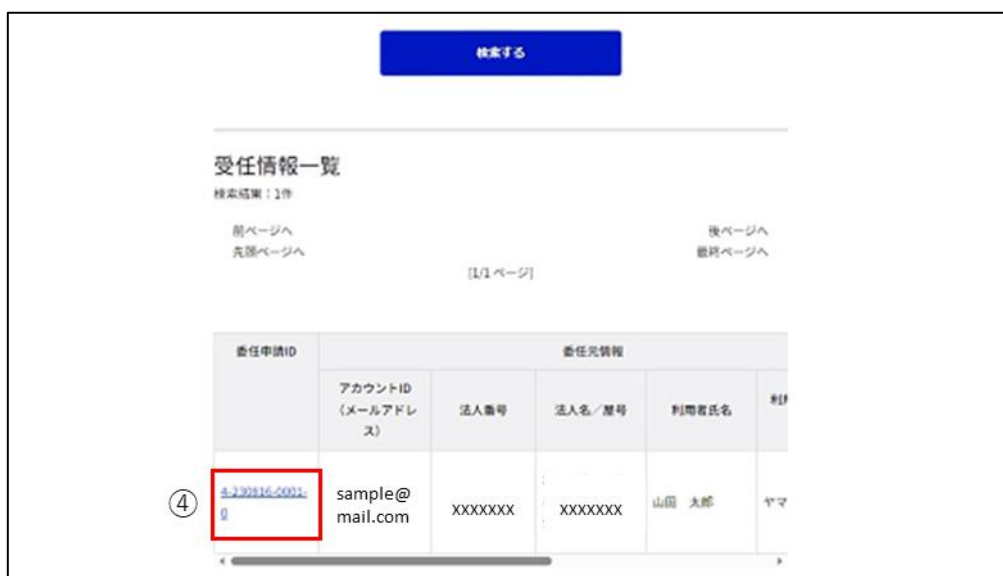 検索する
受任情報一覧
検索結果：1件
前ページへ
後ページへ
先頭ページへ
最終ページへ
[1/1 ページ]
委任申請ID
委任元情報
アカウントID
（メールアドレ
ス）
法人番号
法人名／屋号
利用者氏名
利用
④
4-230816-0001-
0
sample@
mail.com
XXXXXXX
XXXXXXX
山田 太郎
ヤマ